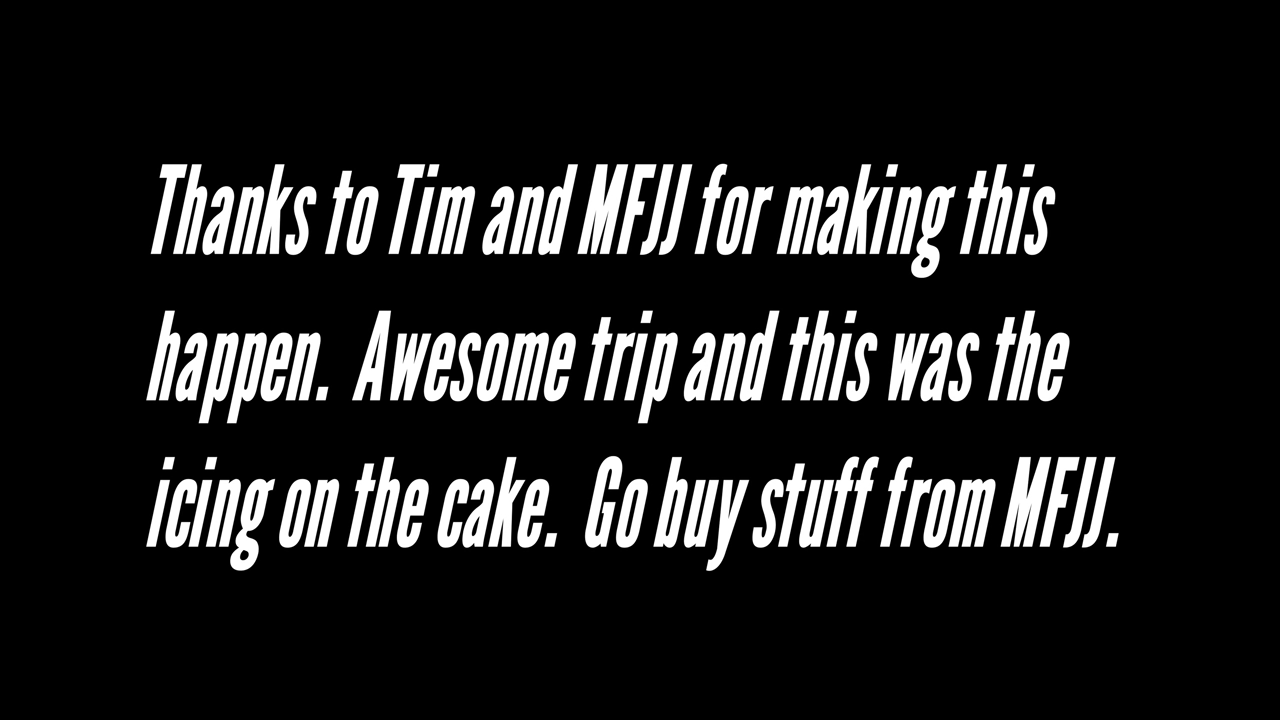 Thanks to Tim and MFJJ for making this
happen.  Awesome trip and this was the
icing on the cake.  Go buy stuff from MFJJ.